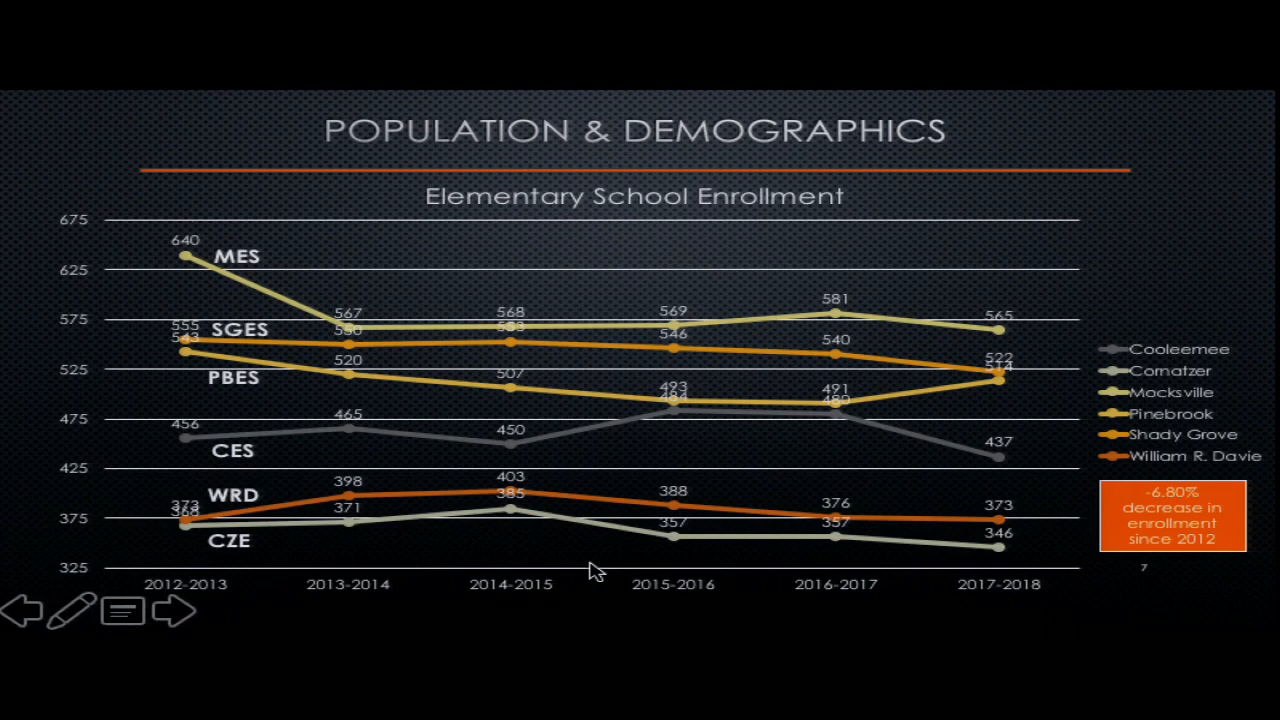 POPULATION & DEMOGRAPHICS
Elementary School Enrollment
675
625
575
525
475
425
375
325
640 567 568 569 581 565
MES
555 550 553 546 540 522
SGES
543 520 507 493 491 514
PBES
456 465 450 484 480 437
CES
373 398 403 388 376 373
WRD
368 371 385 357 357 346
CZE
2012-2013 2013-2014 2014-2015 2015-2016 2016-2017 2017-2018
Cooleemee
Cornatzer
Mocksville
Pinebrook
Shady Grove
William R. Davie
-6.80%
decrease in
enrollment
since 2012
7